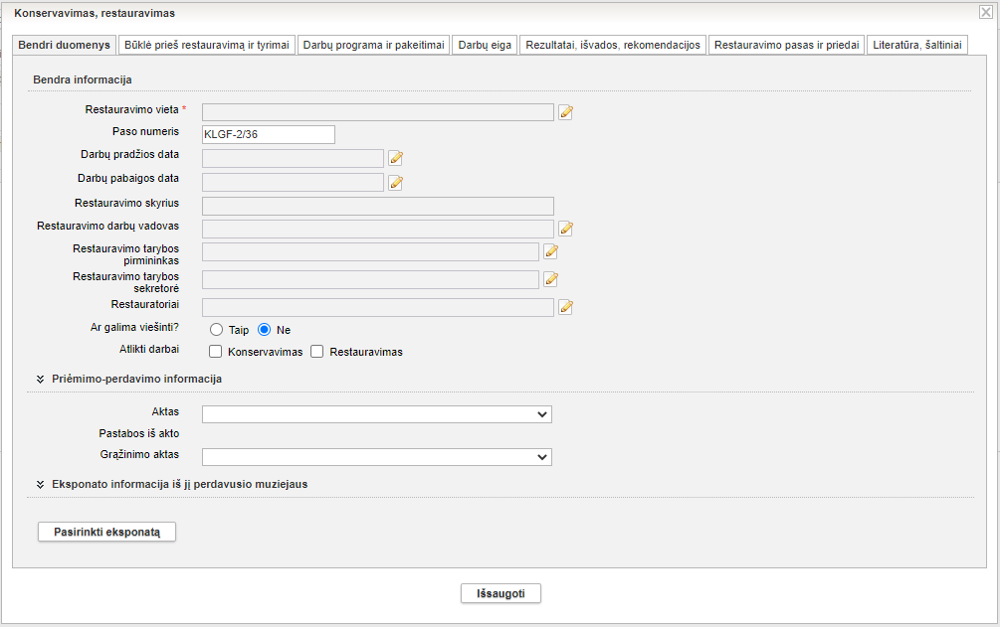 Konservavimas, restauravimas
Bendri duomenys Būklė prieš restauravimą ir tyrimai Darbų programa ir pakeitimai Darbų eiga Rezultatai, išvados, rekomendacijos Restauravimo pasas ir priedai Literatūra, šaltiniai
Bendra informacija
Restauravimo vieta *
Paso numeris KLGF-2/36
Darbų pradžios data
Darbų pabaigos data
Restauravimo skyrius
Restauravimo darbų vadovas
Restauravimo tarybos
pirmininkas
Restauravimo tarybos
sekretorė
Restauratoriai
Ar galima viešinti? Taip Ne
Atlikti darbai Konservavimas Restauravimas
Priėmimo-perdavimo informacija
Aktas
Pastabos iš akto
Grąžinimo aktas
Eksponato informacija iš jį perdavusio muziejaus
Pasirinkti eksponatą
Išsaugoti